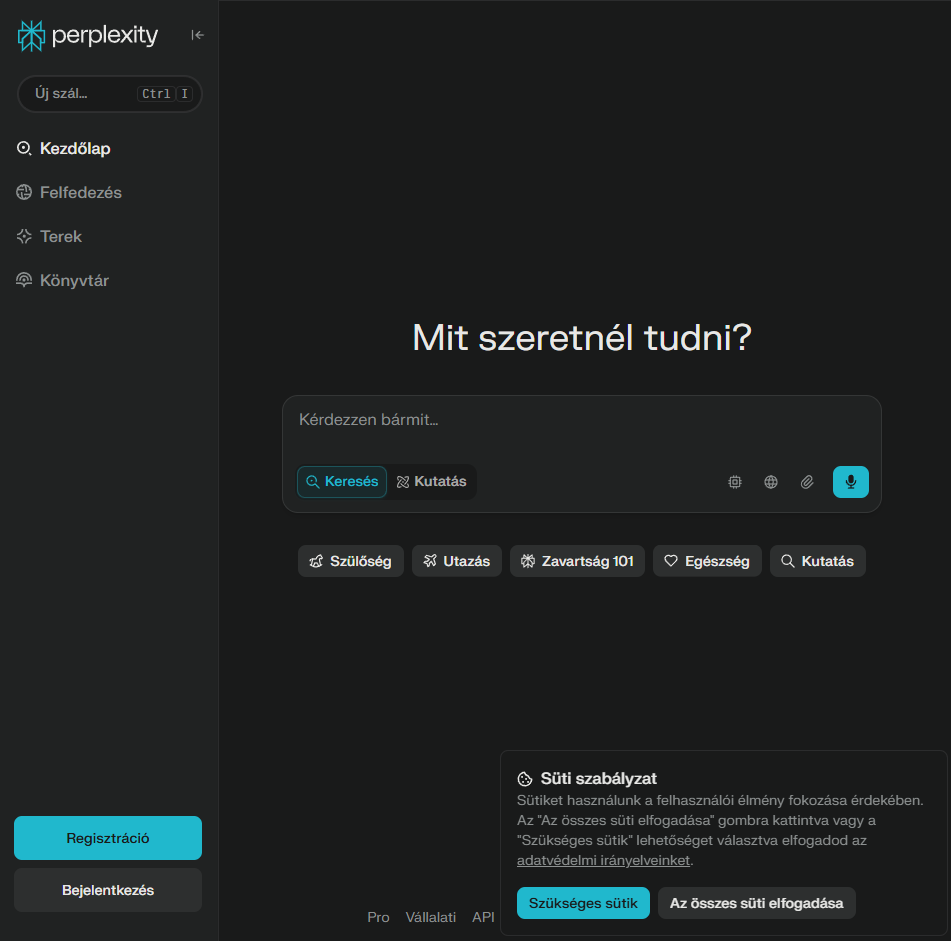 perplexity
Új szál...
Ctrl I
Kezdőlap
Felfedezés
Terek
Könyvtár
Mit szeretnél tudni?
Kérdezzen bármit...
Keresés
Kutatás
Szülőség
Utazás
Zavartság 101
Egészség
Kutatás
Süti szabályzat
Sütiket használunk a felhasználói élmény fokozása érdekében.
Az "Az összes süti elfogadása" gombra kattintva vagy a
"Szükséges sütik" lehetőséget választva elfogadod az
adatvédelmi irányelveinket.
Szükséges sütik
Az összes süti elfogadása
Regisztráció
Bejelentkezés
Pro
Vállalati
API